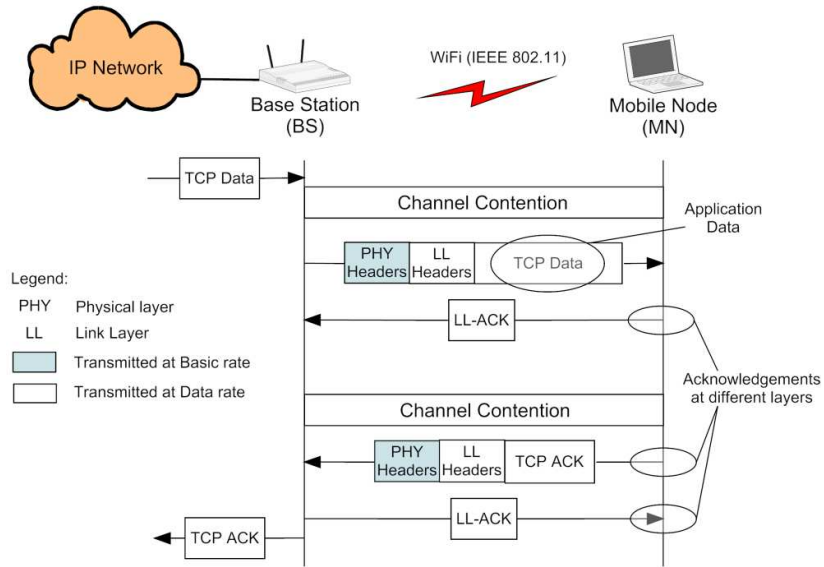 IP Network
WiFi (IEEE 802.11)
Base Station
(BS)
Mobile Node
(MN)
TCP Data
Channel Contention
Application
Data
PHY
Headers
LL
Headers
TCP Data
Legend:
PHY Physical layer
LL Link Layer
Transmitted at Basic rate
Transmitted at Data rate
LL-ACK
Acknowledgements
at different layers
Channel Contention
PHY
Headers
LL
Headers
TCP ACK
LL-ACK
TCP ACK